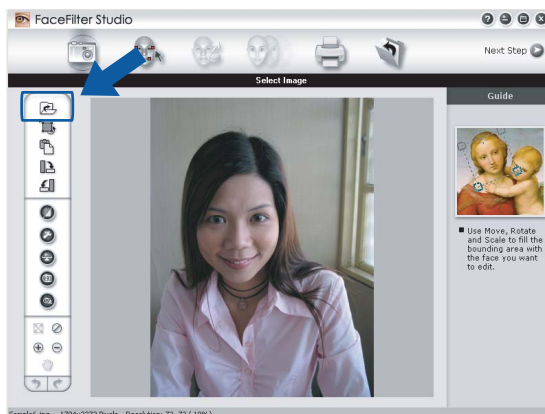 FaceFilter Studio
Next Step
Select Image
Guide
Use Move, Rotate
and Scale to fill the
bounding area with
the face you want
to edit.